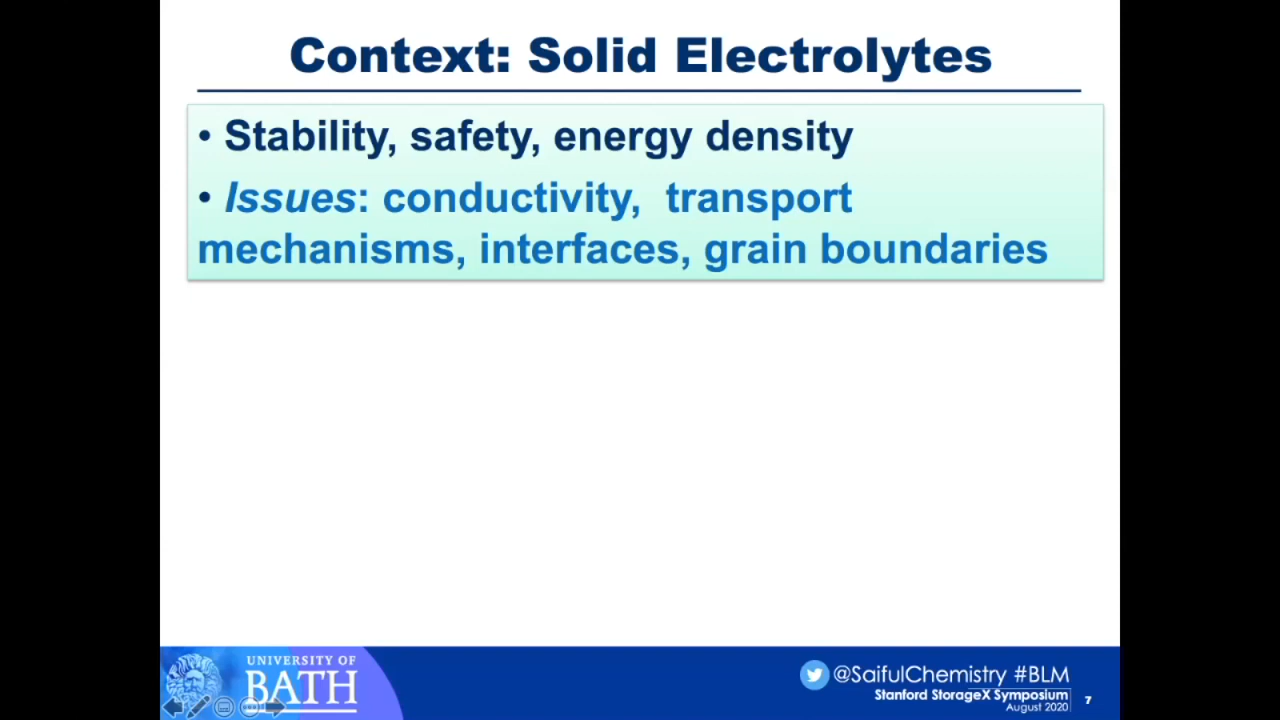 Context: Solid Electrolytes
• Stability, safety, energy density
• Issues: conductivity,  transport
mechanisms, interfaces, grain boundaries
UNIVERSITY OF
BATH
@SaifulChemistry #BLM
Stanford StorageX Symposium
August 2020
7